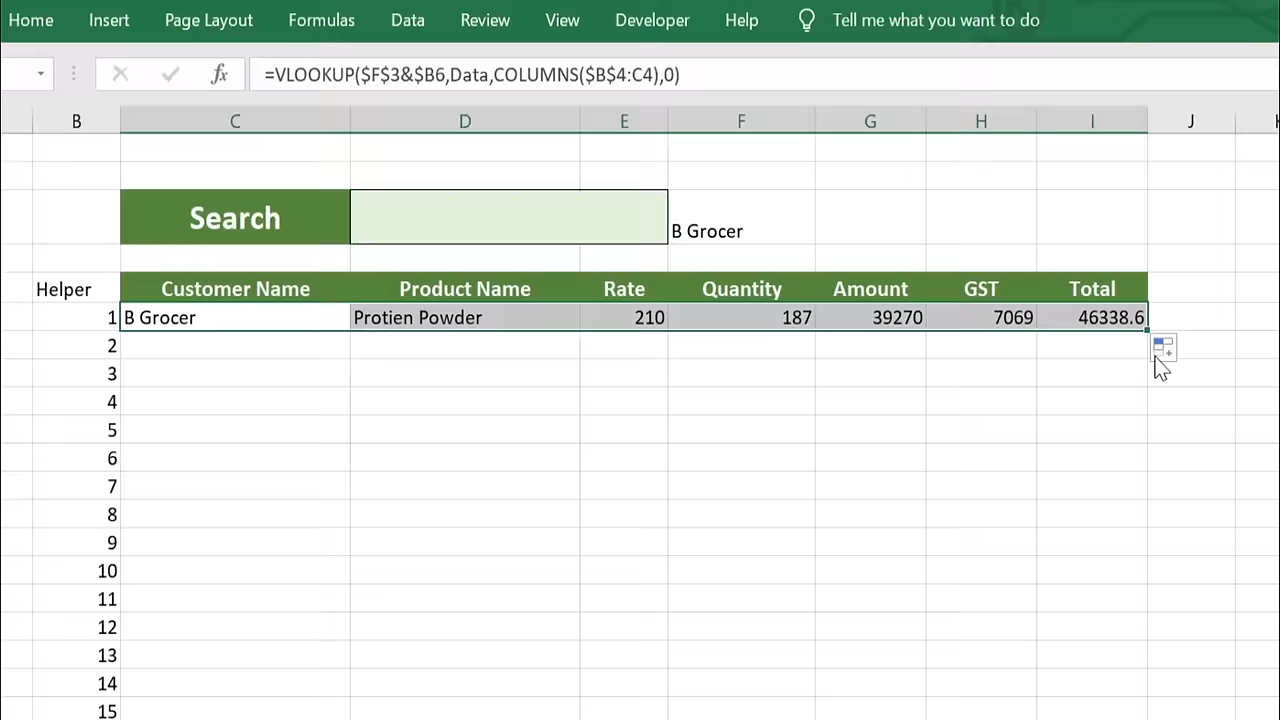 Home Insert Page Layout Formulas Data Review View Developer Help Tell me what you want to do
fx =VLOOKUP($F$3&$B6,Data,COLUMNS($B$4:C4),0)
B C D E F G H I J
Search
B Grocer
Helper Customer Name Product Name Rate Quantity Amount GST Total
1 B Grocer Protien Powder 210 187 39270 7069 46338.6
2
3
4
5
6
7
8
9
10
11
12
13
14
15